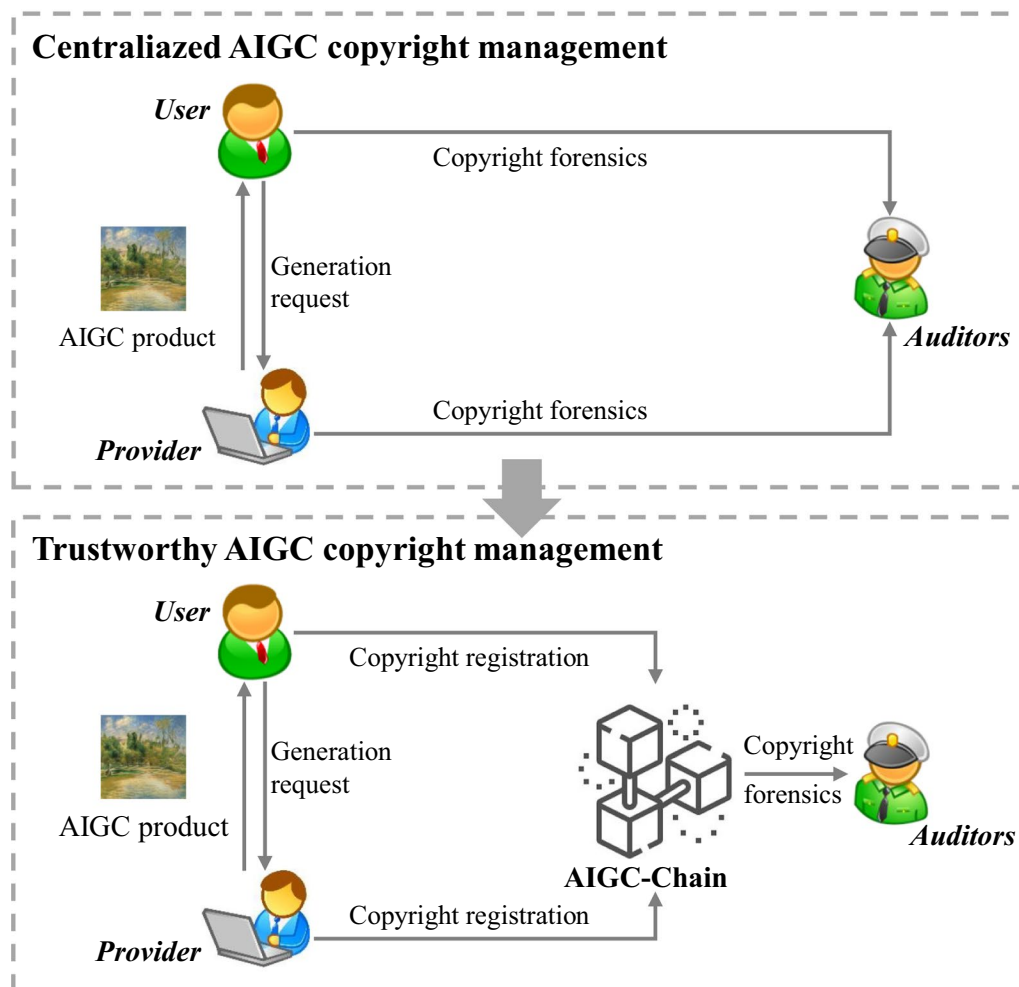 Centraliazed AIGC copyright management
User
Copyright forensics
Generation
request
AIGC product
Auditors
Copyright forensics
Provider
Trustworthy AIGC copyright management
User
Copyright registration
Generation
request
AIGC product
Copyright
forensics
Auditors
AIGC-Chain
Copyright registration
Provider